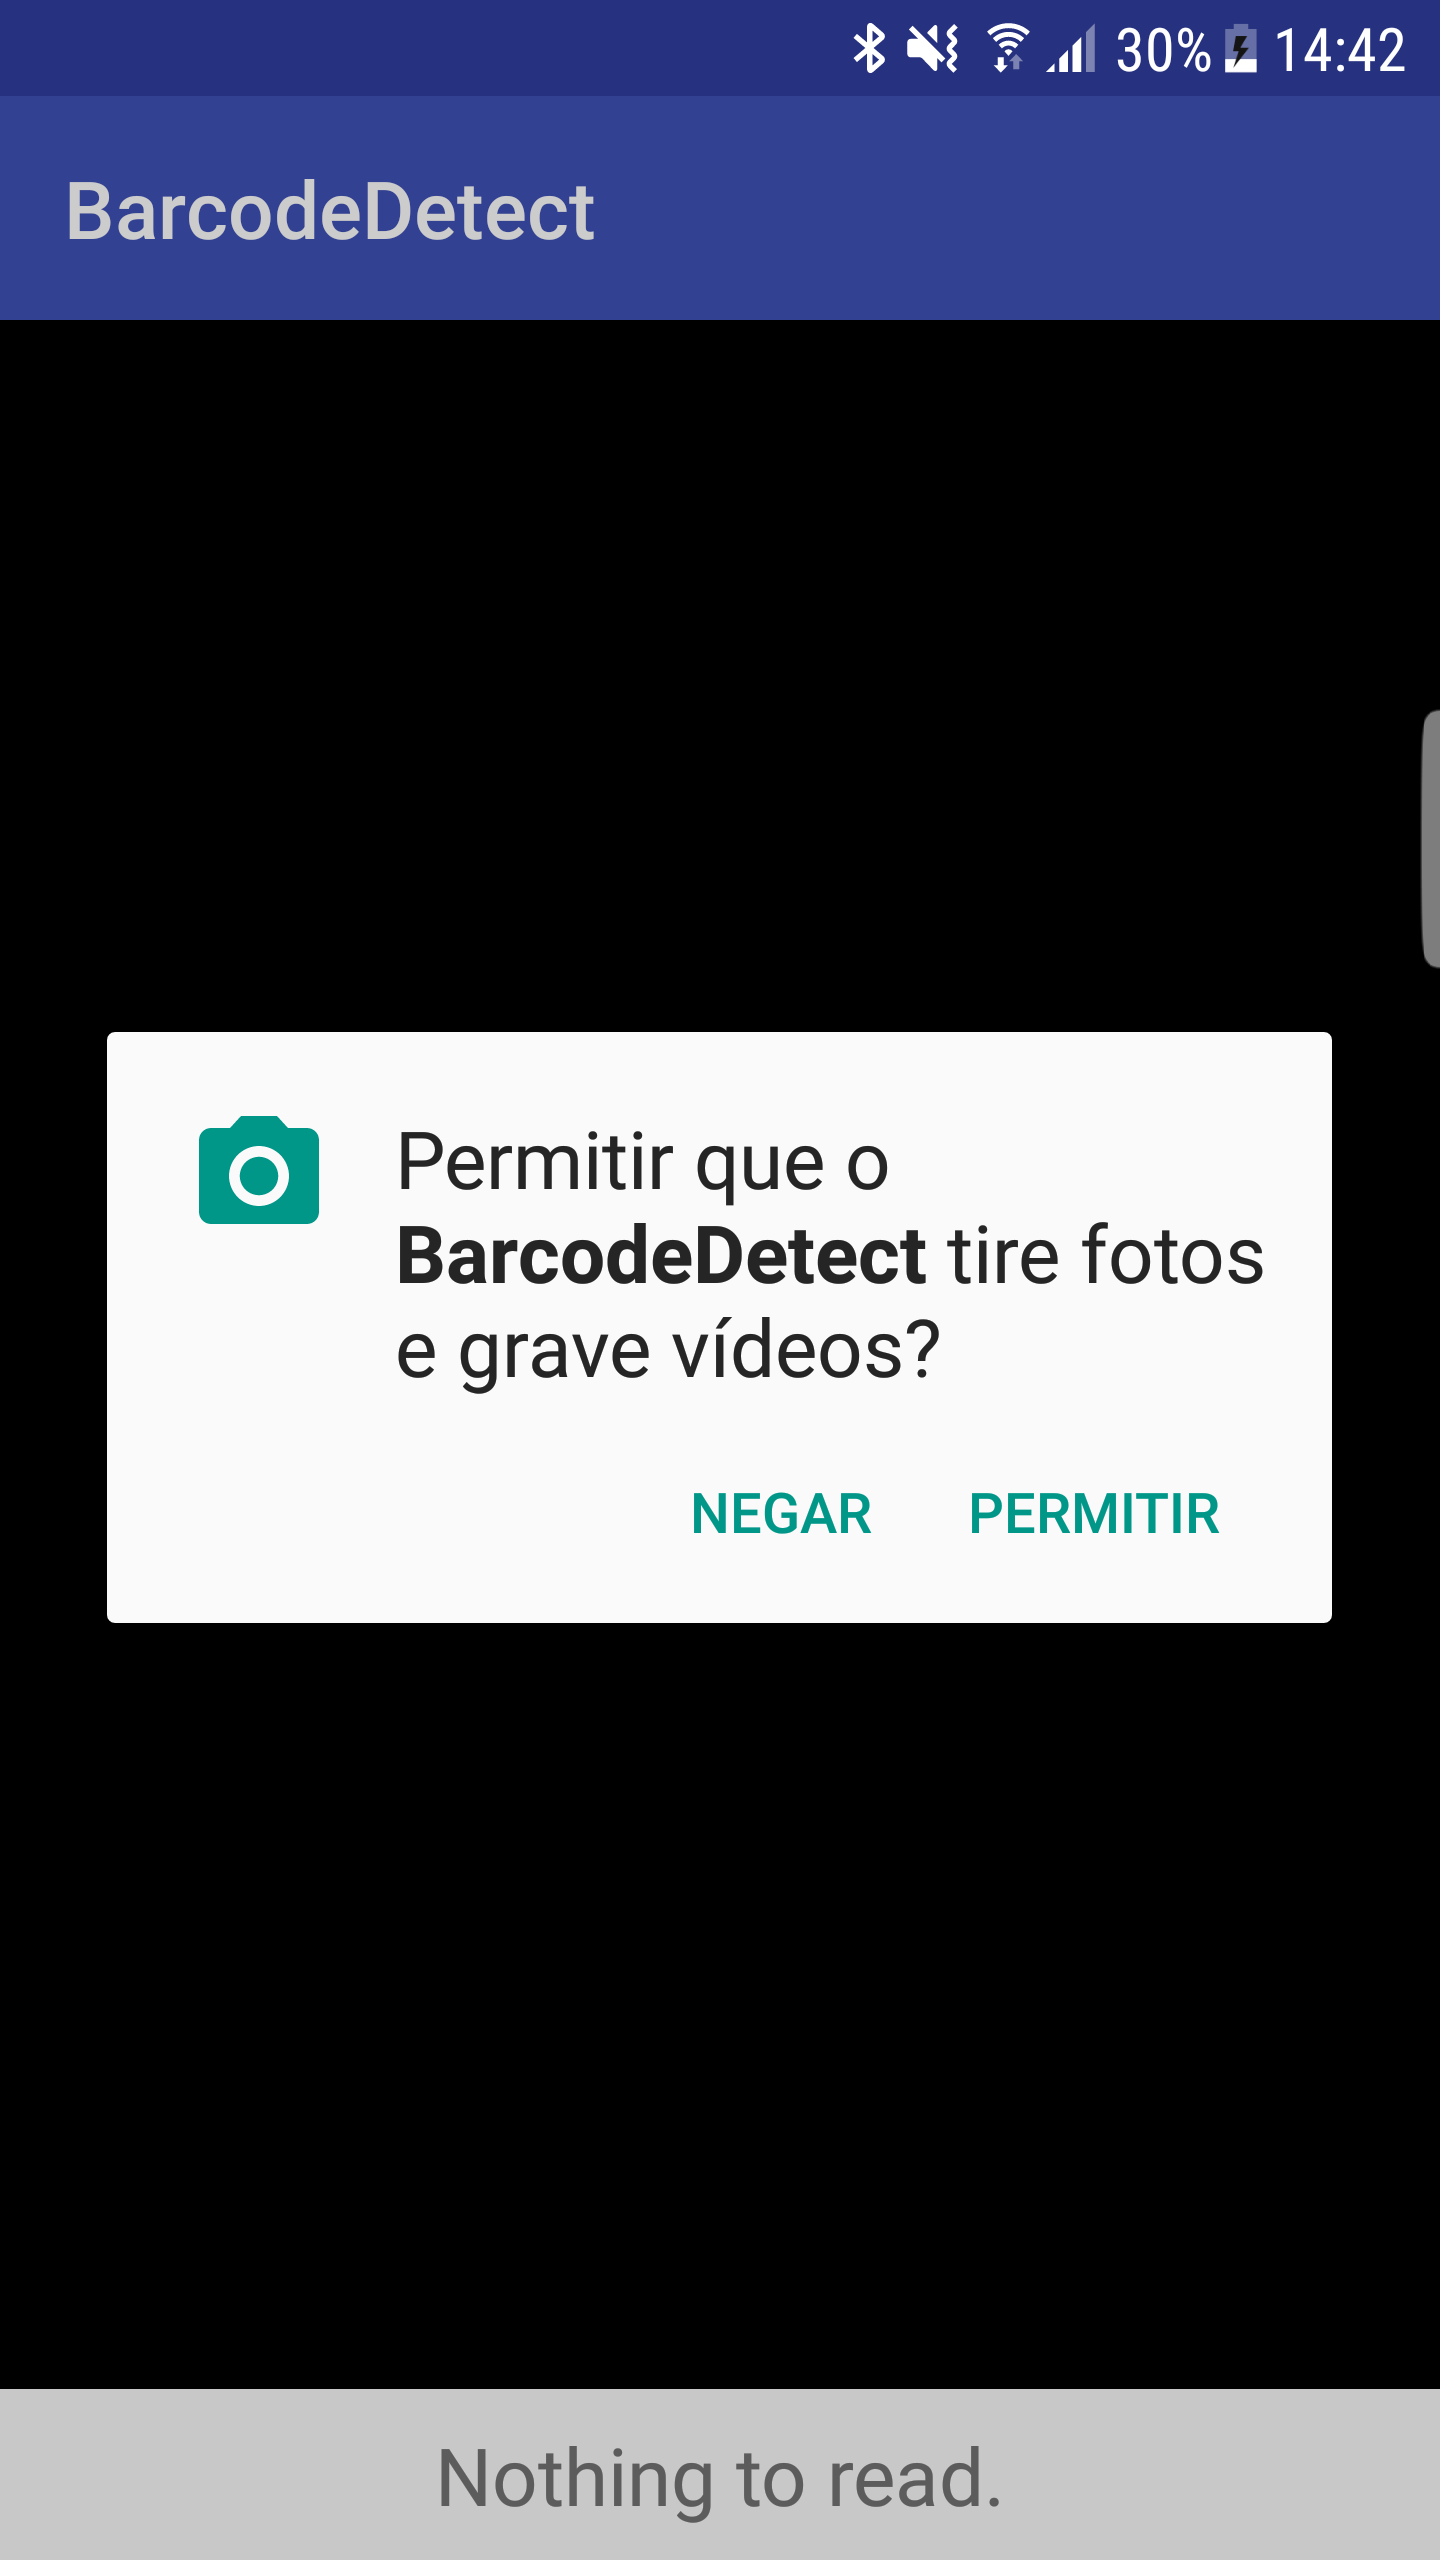 30% 14:42
BarcodeDetect
Permitir que o
BarcodeDetect tire fotos
e grave vídeos?
NEGAR PERMITIR
Nothing to read.